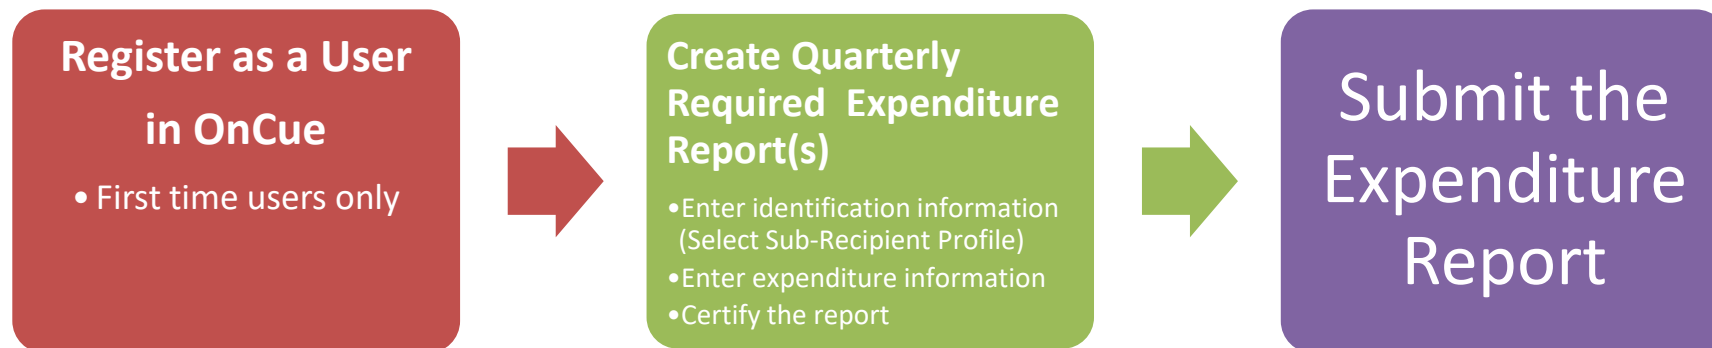 Register as a User
in OnCue
• First time users only
Create Quarterly
Required Expenditure
Report(s)
•Enter identification information
(Select Sub-Recipient Profile)
•Enter expenditure information
•Certify the report
Submit the
Expenditure
Report